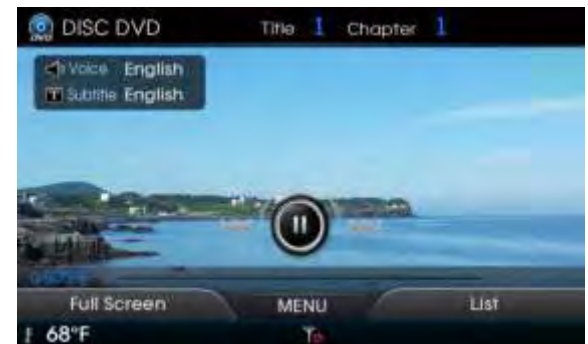 DISC DVD Title 1 Chapter 1
Voice English
Subtitle English
Full Screen MENU List
68°F